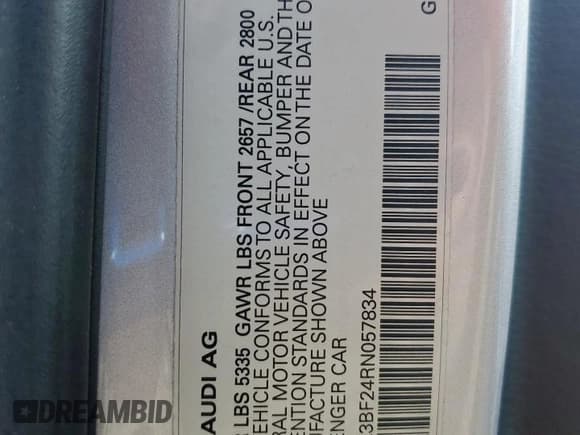 AUDI AG
LBS 5335 GAWR LBS FRONT 2657 /REAR 2800
EHICLE CONFORMS TO ALL APPLICABLE U.S.
RAL MOTOR VEHICLE SAFETY, BUMPER AND TH
ENTION STANDARDS IN EFFECT ON THE DATE O
UFACTURE SHOWN ABOVE
ENGER CAR
3BF24RN057834
G
DREAMBID